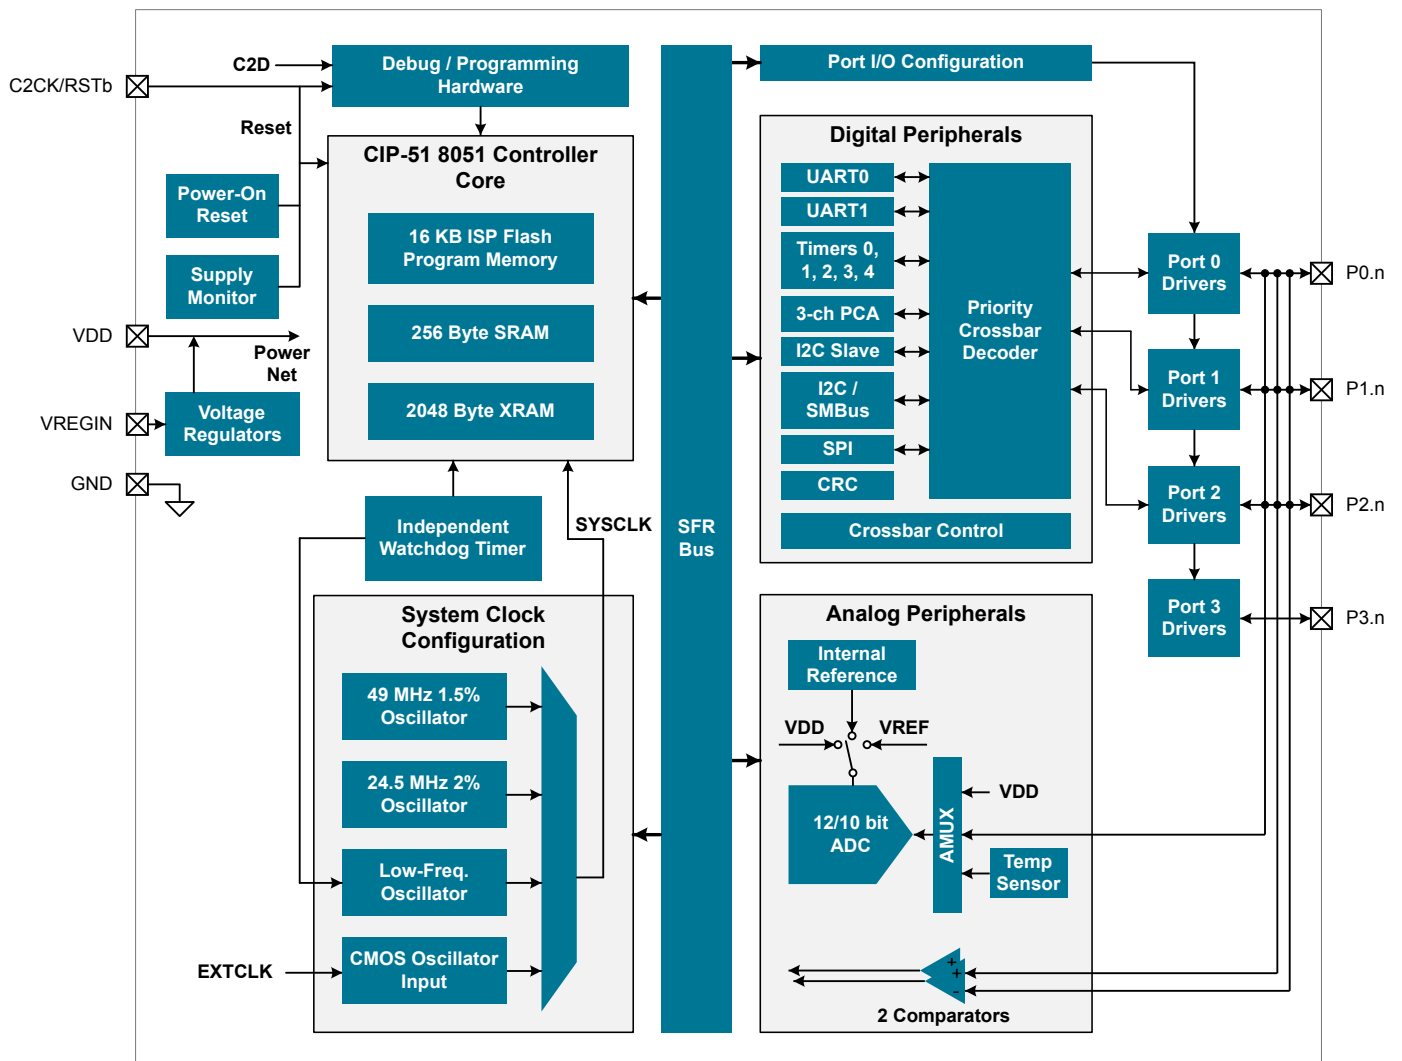 C2CK/RSTb
C2D
Debug / Programming
Hardware
Reset
Power-On
Reset
Supply
Monitor
VDD
Power
Net
VREGIN
Voltage
Regulators
GND
CIP-51 8051 Controller
Core
16 KB ISP Flash
Program Memory
256 Byte SRAM
2048 Byte XRAM
Independent
Watchdog Timer
SYSCLK
System Clock
Configuration
49 MHz 1.5%
Oscillator
24.5 MHz 2%
Oscillator
Low-Freq.
Oscillator
EXTCLK
CMOS Oscillator
Input
SFR
Bus
Port I/O Configuration
Digital Peripherals
UART0
UART1
Timers 0,
1, 2, 3, 4
3-ch PCA
I2C Slave
I2C /
SMBus
SPI
CRC
Priority
Crossbar
Decoder
Crossbar Control
Port 0
Drivers
P0.n
Port 1
Drivers
P1.n
Port 2
Drivers
P2.n
Port 3
Drivers
P3.n
Analog Peripherals
Internal
Reference
VDD
VREF
12/10 bit
ADC
AMUX
VDD
Temp
Sensor
+
+
-
2 Comparators